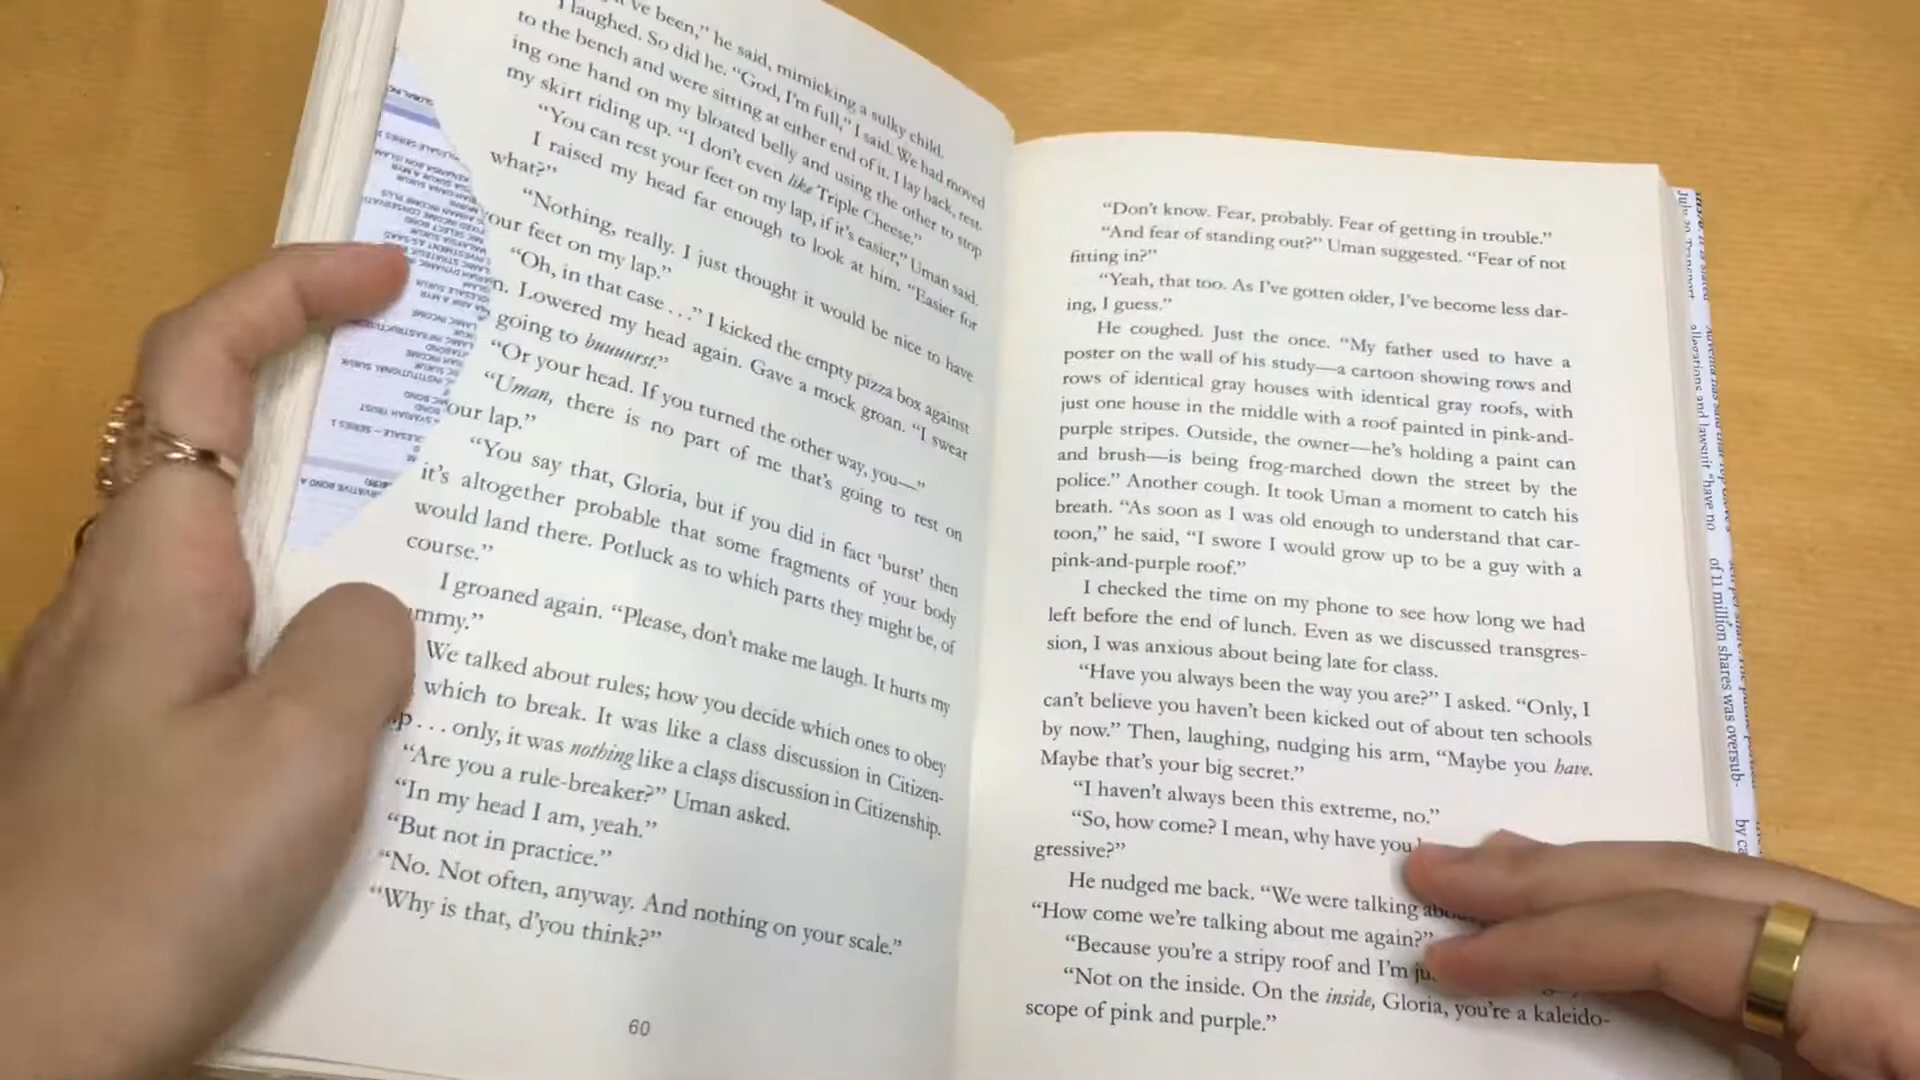 've been," he said, mimicking a sulky child.
I laughed. So did he. "God, I'm full," I said. We had moved
to the bench and were sitting at either end of it. I lay back, rest-
ing one hand on my bloated belly and using the other to stop
my skirt riding up. "I don't even like Triple Cheese."
"You can rest your feet on my lap, if it's easier," Uman said.
I raised my head far enough to look at him. "Easier for
what?"
"Nothing, really. I just thought it would be nice to have
our feet on my lap."
"Oh, in that case . . ." I kicked the empty pizza box against
n. Lowered my head again. Gave a mock groan. "I swear
going to buuuurst."
"Or your head. If you turned the other way, you—"
"Uman, there is no part of me that's going to rest on
our lap."
"You say that, Gloria, but if you did in fact 'burst' then
it's altogether probable that some fragments of your body
would land there. Potluck as to which parts they might be, of
course."
I groaned again. "Please, don't make me laugh. It hurts my
mmy."
We talked about rules; how you decide which ones to obey
which to break. It was like a class discussion in Citizen-
p . . . only, it was nothing like a class discussion in Citizenship.
"Are you a rule-breaker?" Uman asked.
"In my head I am, yeah."
"But not in practice."
"No. Not often, anyway. And nothing on your scale."
"Why is that, d'you think?"
60
"Don't know. Fear, probably. Fear of getting in trouble."
"And fear of standing out?" Uman suggested. "Fear of not
fitting in?"
"Yeah, that too. As I've gotten older, I've become less dar-
ing, I guess."
He coughed. Just the once. "My father used to have a
poster on the wall of his study—a cartoon showing rows and
rows of identical gray houses with identical gray roofs, with
just one house in the middle with a roof painted in pink-and-
purple stripes. Outside, the owner—he's holding a paint can
and brush—is being frog-marched down the street by the
police." Another cough. It took Uman a moment to catch his
breath. "As soon as I was old enough to understand that car-
toon," he said, "I swore I would grow up to be a guy with a
pink-and-purple roof."
I checked the time on my phone to see how long we had
left before the end of lunch. Even as we discussed transgres-
sion, I was anxious about being late for class.
"Have you always been the way you are?" I asked. "Only, I
can't believe you haven't been kicked out of about ten schools
by now." Then, laughing, nudging his arm, "Maybe you have.
Maybe that's your big secret."
"I haven't always been this extreme, no."
"So, how come? I mean, why have you
gressive?"
He nudged me back. "We were talking
"How come we're talking about me again?"
"Because you're a stripy roof and I'm
"Not on the inside. On the inside, Gloria, you're a kaleido-
scope of pink and purple."
allegations and lawsuit "have no
of 11 million shares was oversub-